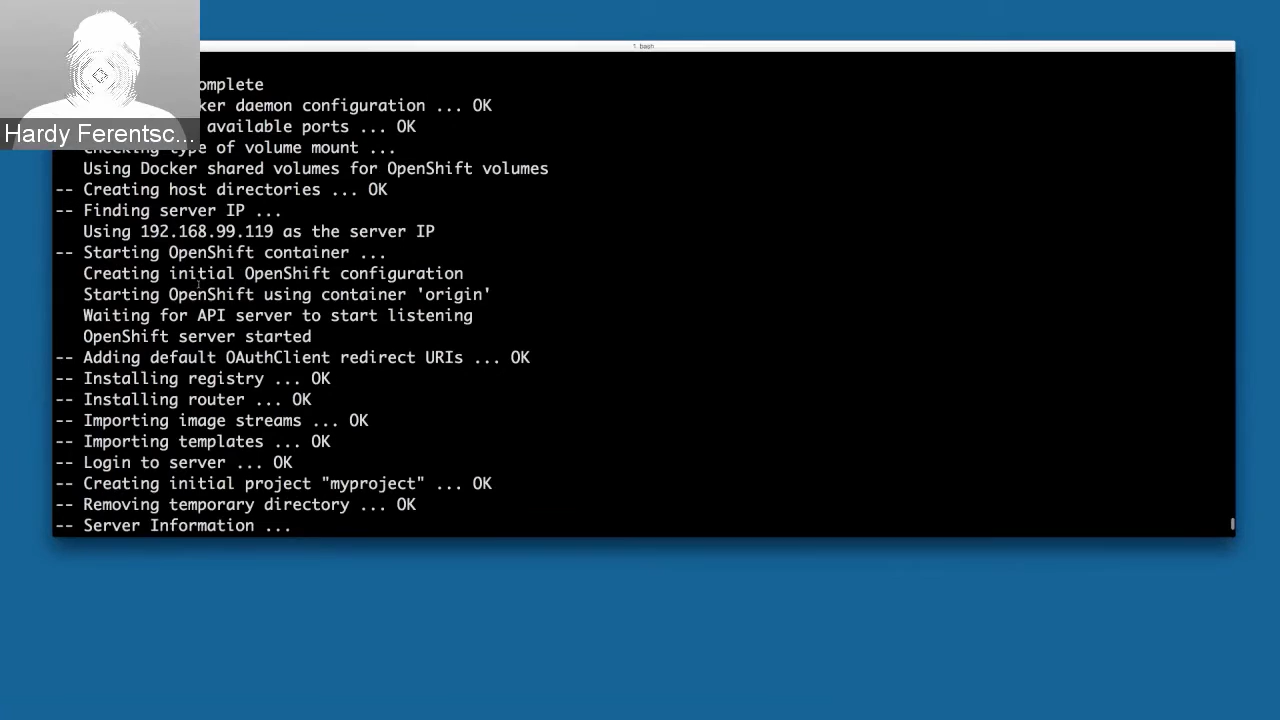 1. bash
omplete
ker daemon configuration ... OK
available ports ... OK
Hardy Ferentsc...
Checking type of volume mount ...
Using Docker shared volumes for OpenShift volumes
-- Creating host directories ... OK
-- Finding server IP ...
Using 192.168.99.119 as the server IP
-- Starting OpenShift container ...
Creating initial OpenShift configuration
Starting OpenShift using container 'origin'
Waiting for API server to start listening
OpenShift server started
-- Adding default OAuthClient redirect URIs ... OK
-- Installing registry ... OK
-- Installing router ... OK
-- Importing image streams ... OK
-- Importing templates ... OK
-- Login to server ... OK
-- Creating initial project "myproject" ... OK
-- Removing temporary directory ... OK
-- Server Information ...